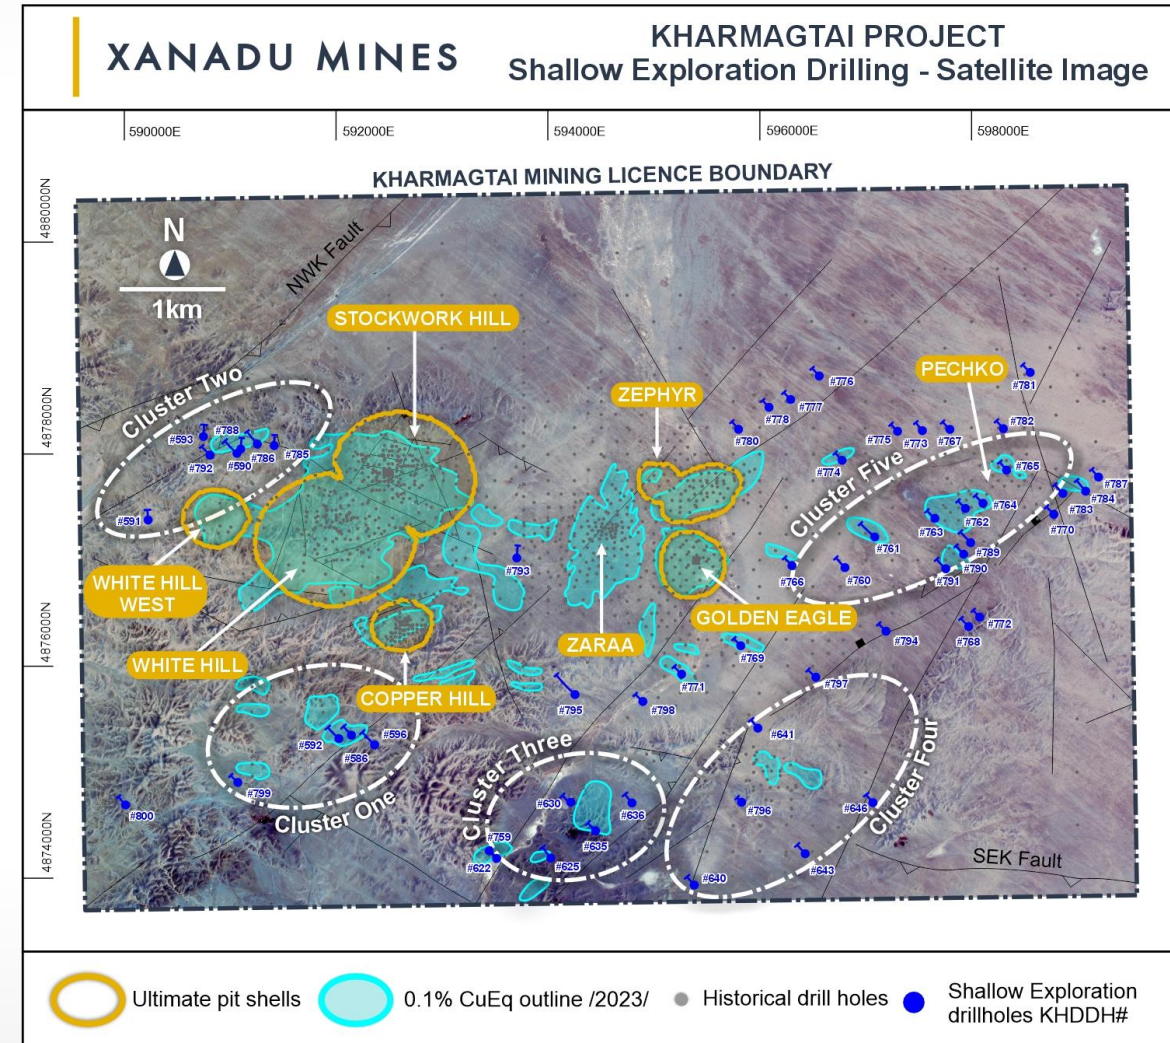 XANADU MINES
KHARMAGTAI PROJECT
Shallow Exploration Drilling - Satellite Image
590000E
592000E
594000E
596000E
598000E
KHARMAGTAI MINING LICENCE BOUNDARY
4880000N
4878000N
4876000N
4874000N
N
1km
NWK Fault
STOCKWORK HILL
ZEPHYR
PECHKO
#776
#781
#777
#778
#780
#775
#773
#767
#782
Cluster Two
#593
#788
#792
#590
#786
#785
#591
#774
Cluster Five
#765
#787
#784
#783
#770
#764
#762
#763
#761
#789
#790
#791
#766
#760
#793
WHITE HILL
WEST
WHITE HILL
COPPER HILL
ZARAA
GOLDEN EAGLE
#772
#768
#794
#769
#771
#797
#795
#798
#592
#596
#586
#799
#800
Cluster One
Cluster Three
#630
#636
#635
#759
#622
#625
Cluster Four
#641
#796
#646
#643
#640
SEK Fault
Ultimate pit shells
0.1% CuEq outline /2023/
Historical drill holes
Shallow Exploration
drillholes KHDDH#